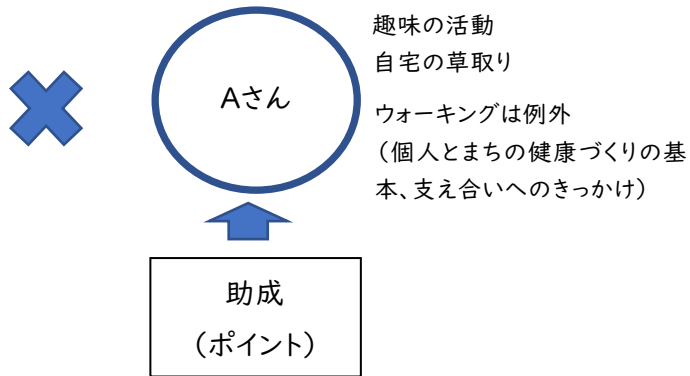 Aさん
趣味の活動
自宅の草取り
ウォーキングは例外
（個人とまちの健康づくりの基
本、支え合いへのきっかけ）
助成
（ポイント）